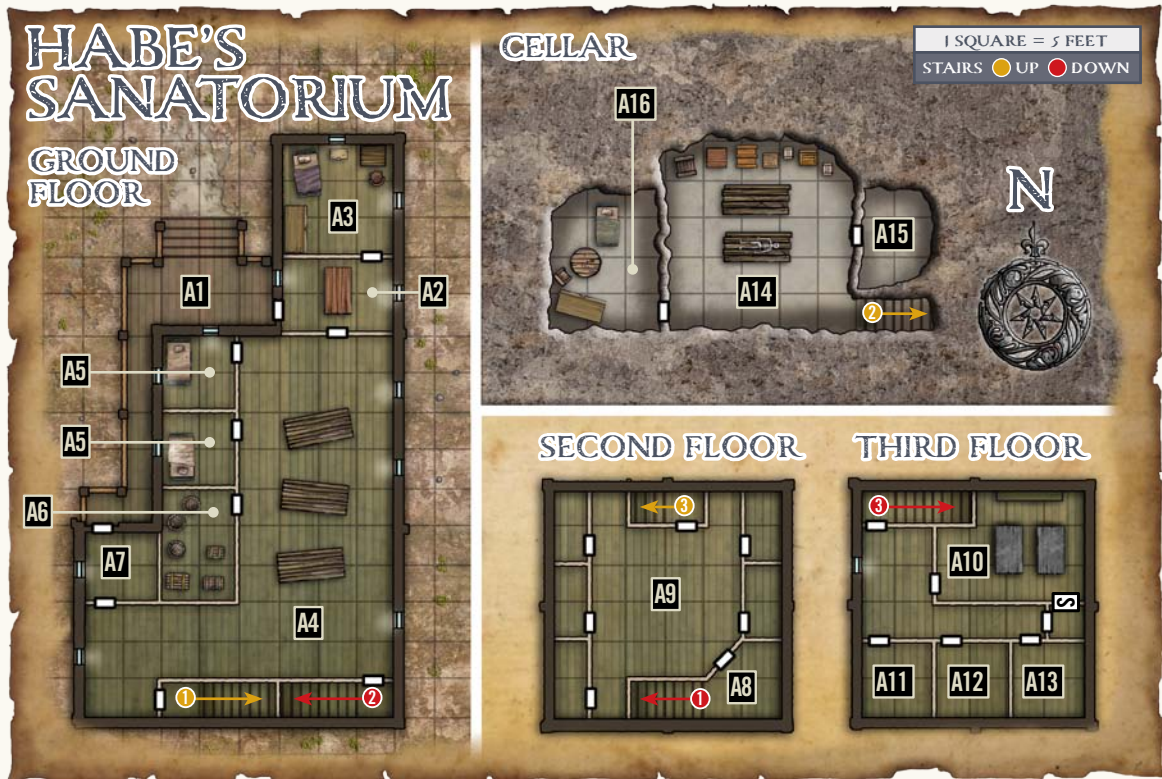 HABE'S
SANATORIUM
GROUND
FLOOR
A3
A1
A2
A5
A5
A6
A7
A4
1
2
CELLAR
1 SQUARE = 5 FEET
STAIRS UP DOWN
A16
N
A15
A14
2
SECOND FLOOR
3
A9
A8
1
THIRD FLOOR
3
A10
S
A11
A12
A13